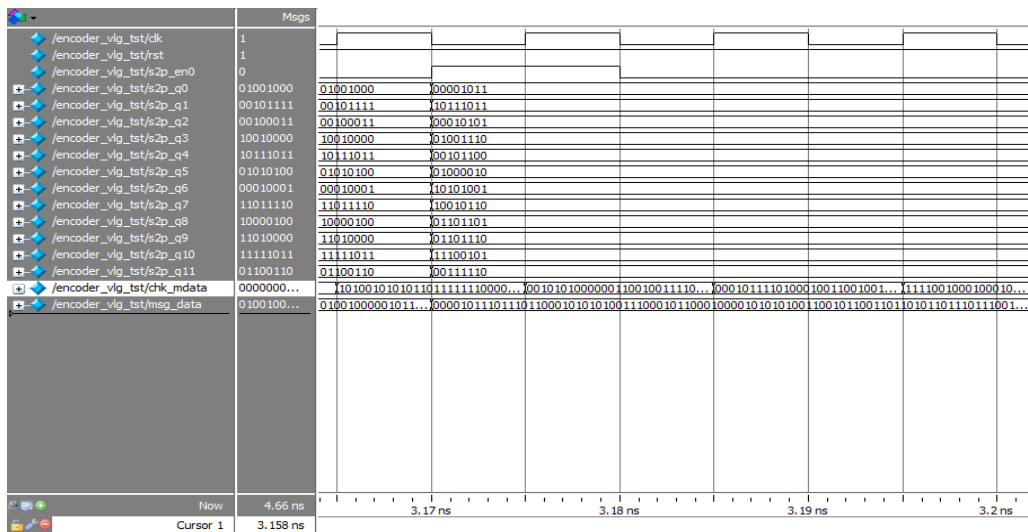 Msgs
/encoder_vlg_tst/clk 1
/encoder_vlg_tst/rst 1
/encoder_vlg_tst/s2p_en0 0
/encoder_vlg_tst/s2p_q0 01001000 01001000 00001011
/encoder_vlg_tst/s2p_q1 00101111 00101111 10111011
/encoder_vlg_tst/s2p_q2 00100011 00100011 00010101
/encoder_vlg_tst/s2p_q3 10010000 10010000 01001110
/encoder_vlg_tst/s2p_q4 10111011 10111011 00101100
/encoder_vlg_tst/s2p_q5 01010100 01010100 01000010
/encoder_vlg_tst/s2p_q6 00010001 00010001 10101001
/encoder_vlg_tst/s2p_q7 11011110 11011110 10010110
/encoder_vlg_tst/s2p_q8 10000100 10000100 01101101
/encoder_vlg_tst/s2p_q9 11010000 11010000 01101110
/encoder_vlg_tst/s2p_q10 11111011 11111011 11100101
/encoder_vlg_tst/s2p_q11 01100110 01100110 00111110
/encoder_vlg_tst/chk_mdata 0000000...
/encoder_vlg_tst/msg_data 0100100... 01001000001011...
Now 4.66 ns 3.17 ns 3.18 ns 3.19 ns 3.2 ns
Cursor 1 3.158 ns